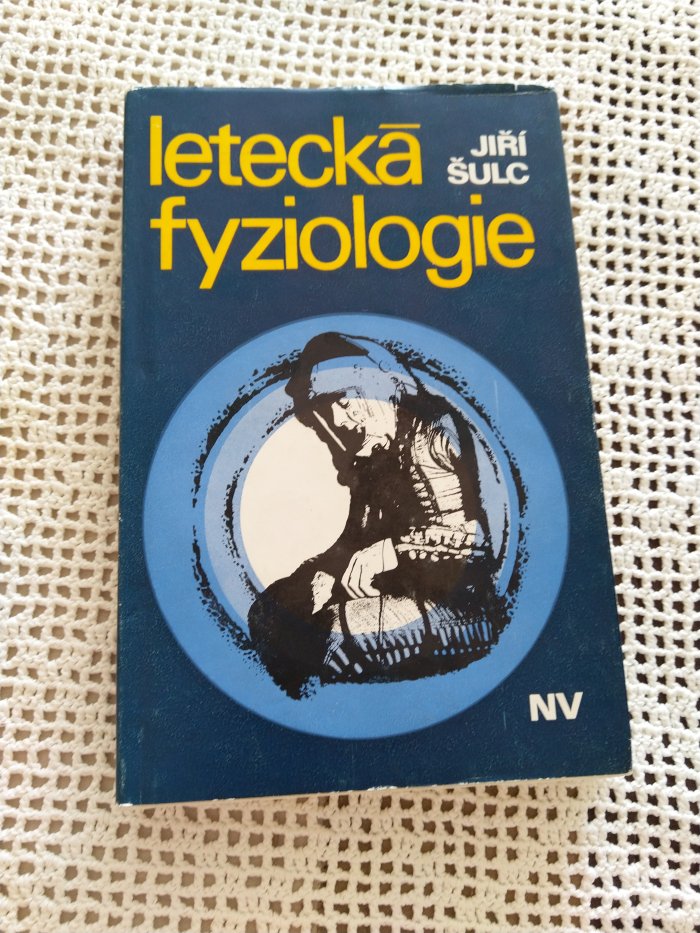 letecká
JIŘÍ
ŠULC
fyziologie
NV